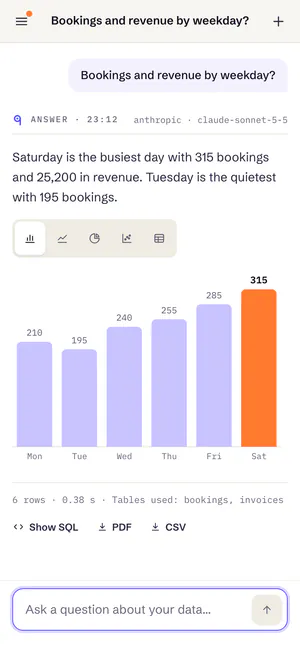 Bookings and revenue by weekday?
Bookings and revenue by weekday?
ANSWER · 23:12 anthropic · claude-sonnet-5-5
Saturday is the busiest day with 315 bookings
and 25,200 in revenue. Tuesday is the quietest
with 195 bookings.
315
285
255
240
210
195
Mon Tue Wed Thu Fri Sat
6 rows · 0.38 s · Tables used: bookings, invoices
Show SQL PDF CSV
Ask a question about your data...